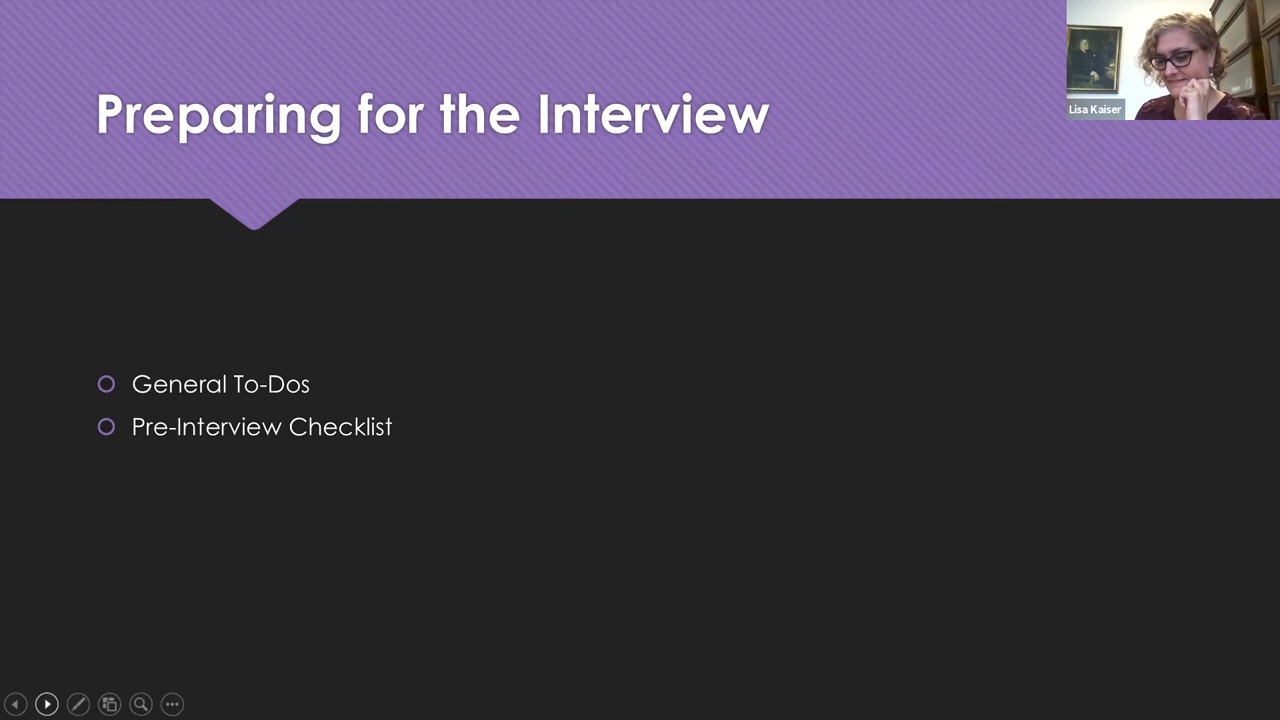 Preparing for the Interview
Lisa Kaiser
General To-Dos
Pre-Interview Checklist